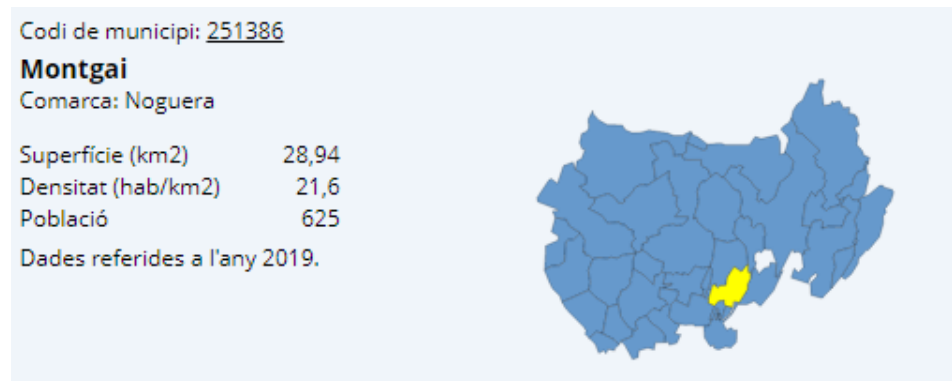 Codi de municipi: 251386
Montgai
Comarca: Noguera
Superfície (km2) 28,94
Densitat (hab/km2) 21,6
Població 625
Dades referides a l'any 2019.